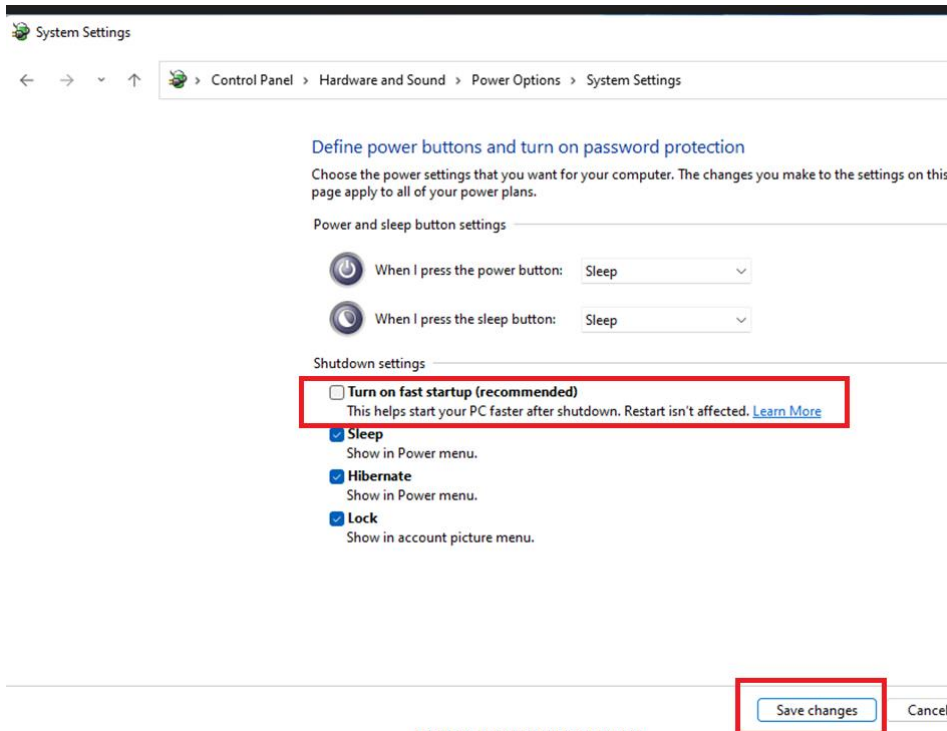 System Settings
Control Panel > Hardware and Sound > Power Options > System Settings
Define power buttons and turn on password protection
Choose the power settings that you want for your computer. The changes you make to the settings on this
page apply to all of your power plans.
Power and sleep button settings
When I press the power button: Sleep
When I press the sleep button: Sleep
Shutdown settings
Turn on fast startup (recommended)
This helps start your PC faster after shutdown. Restart isn't affected. Learn More
Sleep
Show in Power menu.
Hibernate
Show in Power menu.
Lock
Show in account picture menu.
Save changes Cancel